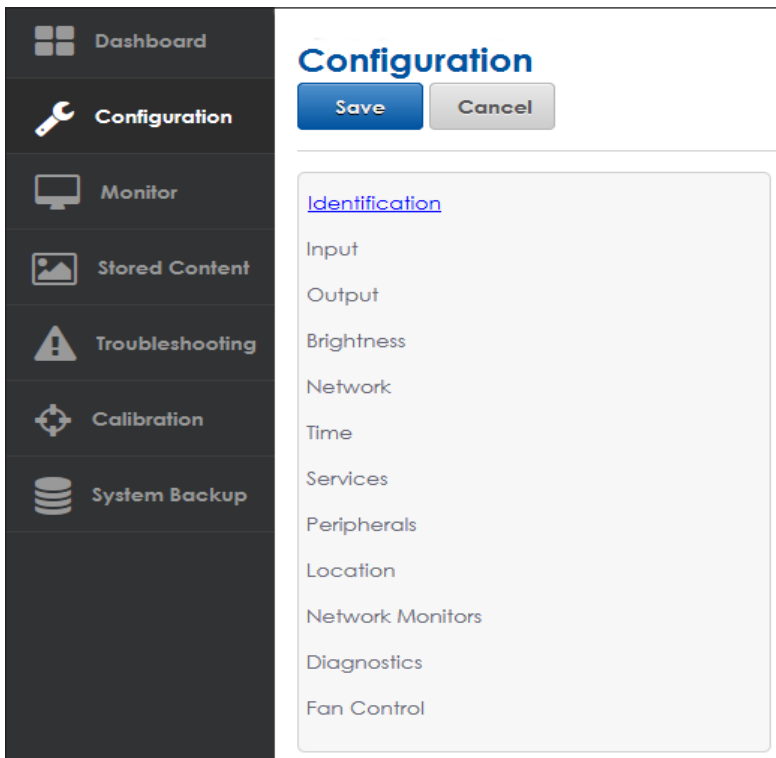 Dashboard
Configuration
Monitor
Stored Content
Troubleshooting
Calibration
System Backup
Configuration
Save
Cancel
Identification
Input
Output
Brightness
Network
Time
Services
Peripherals
Location
Network Monitors
Diagnostics
Fan Control